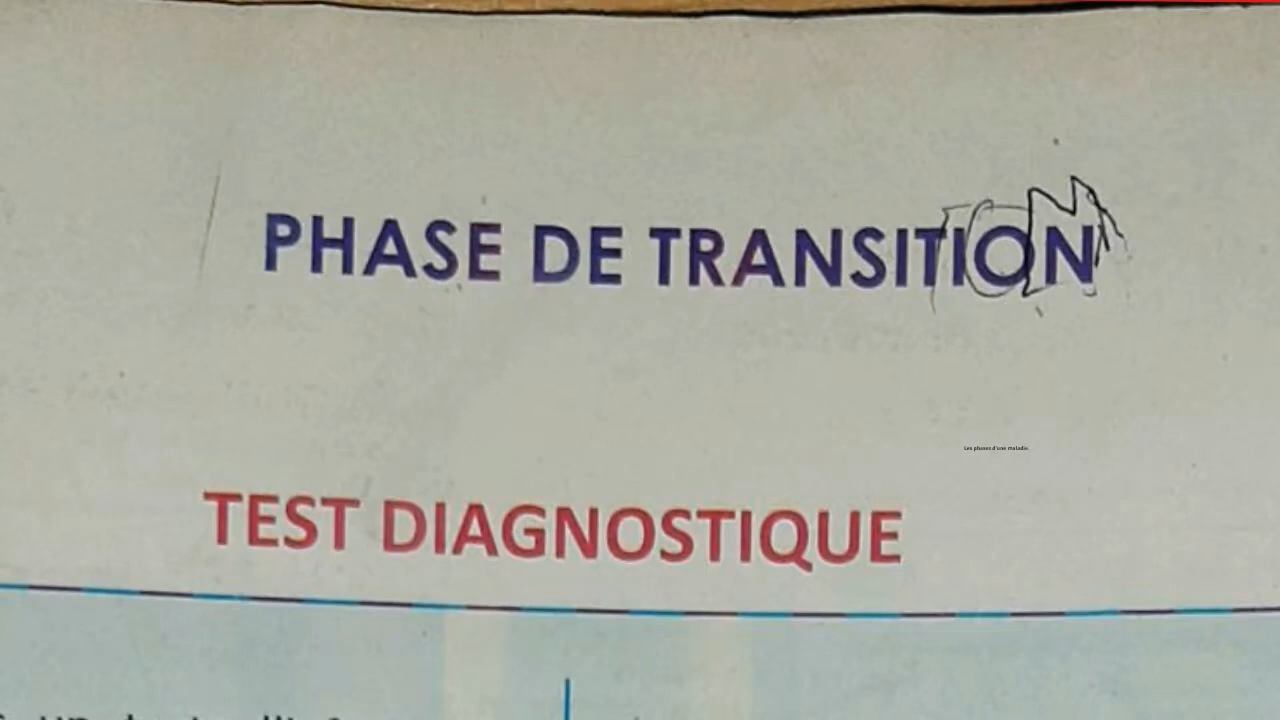 PHASE DE TRANSITION
Les phases d'une maladie.
TEST DIAGNOSTIQUE